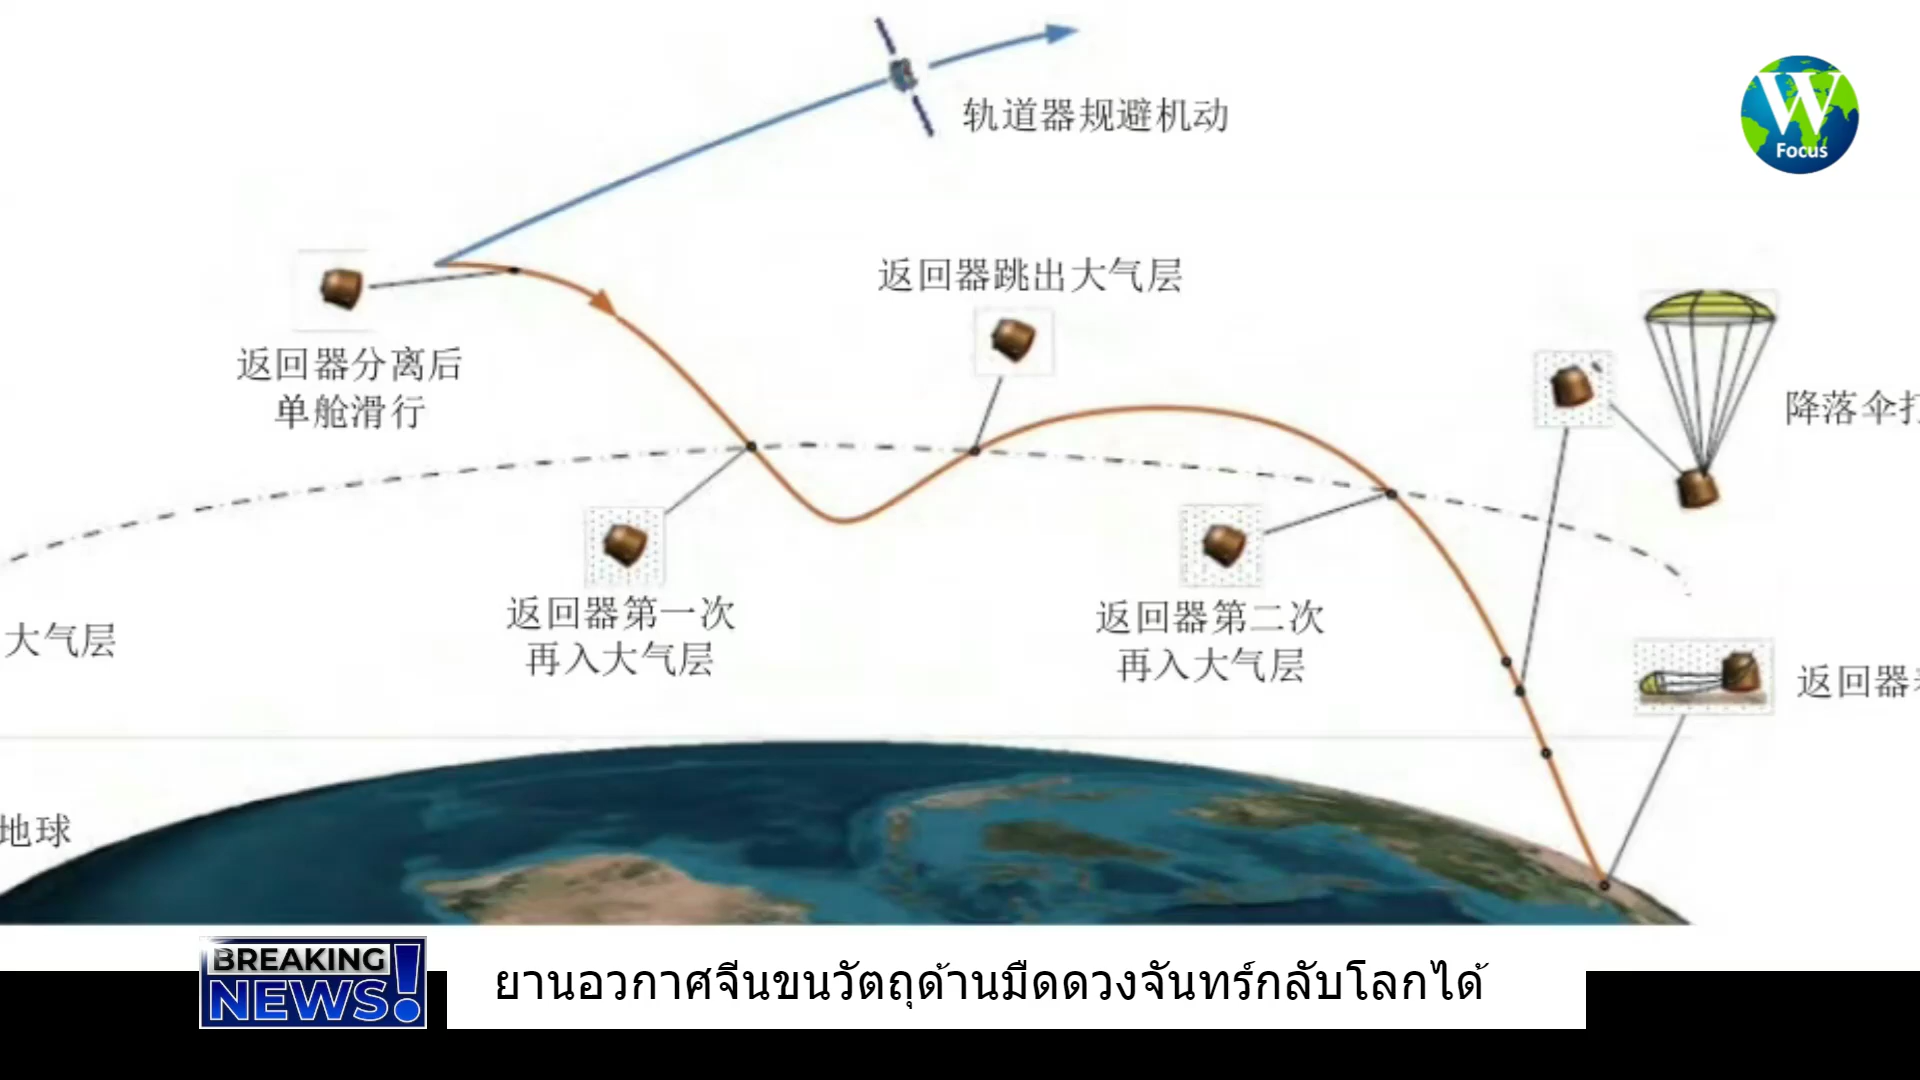 轨道器规避机动
W
Focus
返回器跳出大气层
返回器分离后
单舱滑行
降落伞打
返回器第一次
再入大气层
返回器第二次
再入大气层
大气层
返回器
地球
BREAKING
NEWS!
ยานอวกาศจีนขนวัตถุด้านมืดดวงจันทร์กลับโลกได้